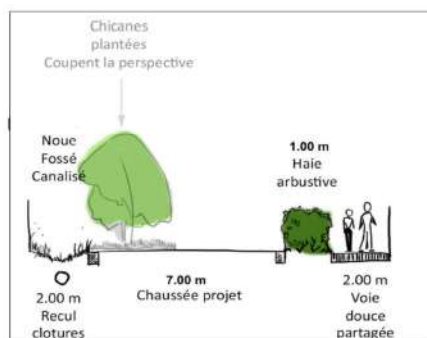 Chicanes
plantées
Coupent la perspective
Noue
Fossé
Canalisé
1.00 m
Haie
arbustive
2.00 m
Recul
clotures
7.00 m
Chaussée projet
2.00 m
Voie
douce
partagée